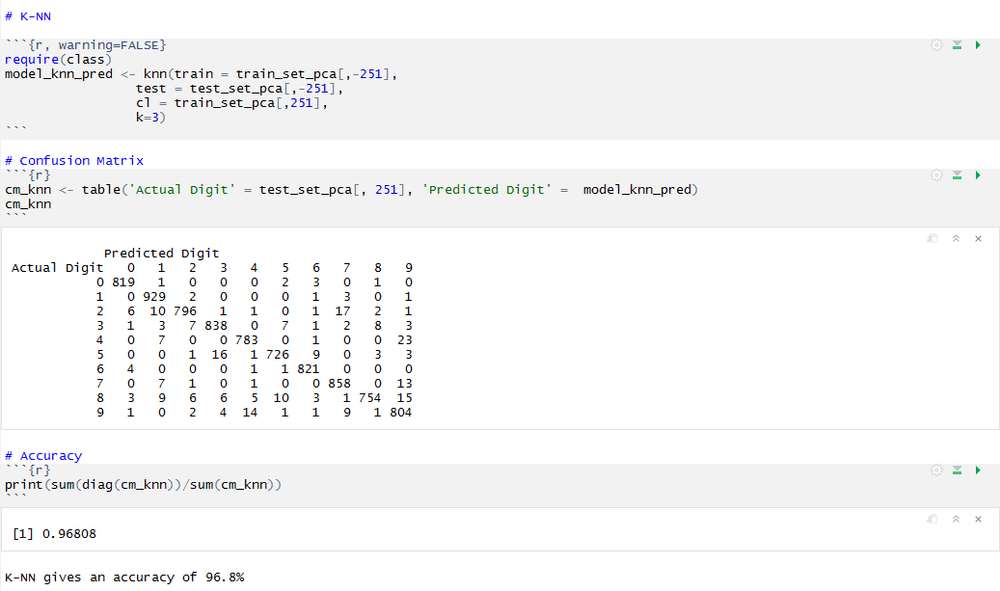 # K-NN
```{r, warning=FALSE}
require(class)
model_knn_pred <- knn(train = train_set_pca[,-251],
                 test = test_set_pca[,-251],
                 cl = train_set_pca[,251],
                 k=3)
```
# Confusion Matrix
```{r}
cm_knn <- table('Actual Digit' = test_set_pca[, 251], 'Predicted Digit' =  model_knn_pred)
cm_knn
```
            Predicted Digit
Actual Digit   0   1   2   3   4   5   6   7   8   9
           0 819   1   0   0   0   2   3   0   1   0
           1   0 929   2   0   0   0   1   3   0   1
           2   6  10 796   1   1   0   1  17   2   1
           3   1   3   7 838   0   7   1   2   8   3
           4   0   7   0   0 783   0   1   0   0  23
           5   0   0   1  16   1 726   9   0   3   3
           6   4   0   0   0   1   1 821   0   0   0
           7   0   7   1   0   1   0   0 858   0  13
           8   3   9   6   6   5  10   3   1 754  15
           9   1   0   2   4  14   1   1   9   1 804
# Accuracy
```{r}
print(sum(diag(cm_knn))/sum(cm_knn))
```
[1] 0.96808
K-NN gives an accuracy of 96.8%